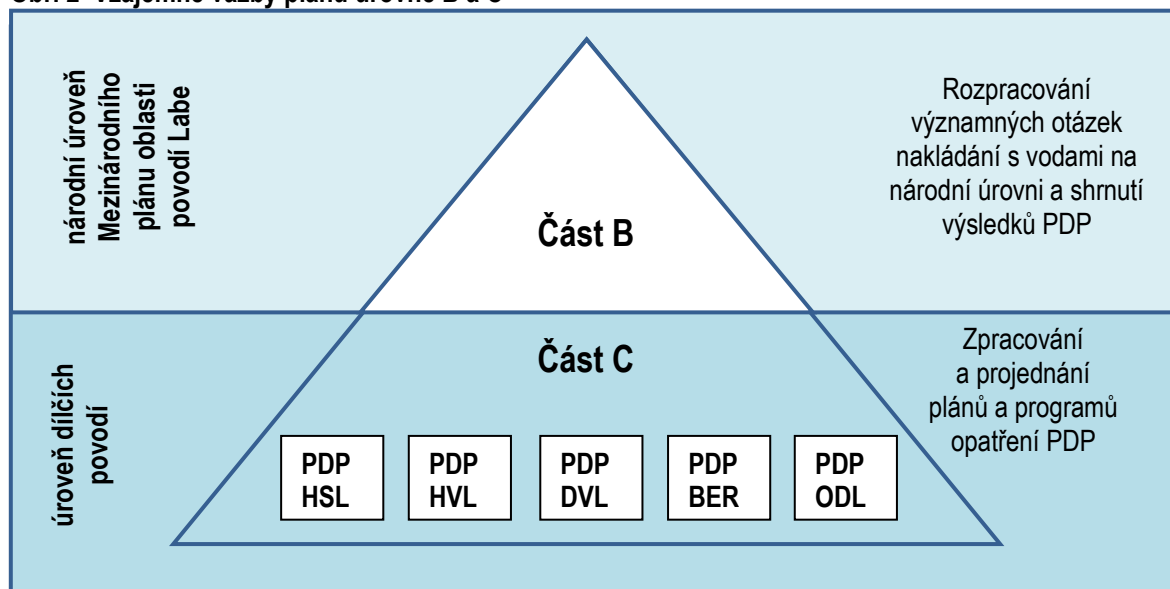 národní úroveň
Mezinárodního
plánu oblasti
povodí Labe
Část B
Rozpracování
významných otázek
nakládání s vodami na
národní úrovni a shrnutí
výsledků PDP
úroveň dílčích
povodí
Část C
PDP
HSL
PDP
HVL
PDP
DVL
PDP
BER
PDP
ODL
Zpracování
a projednání
plánů a programů
opatření PDP